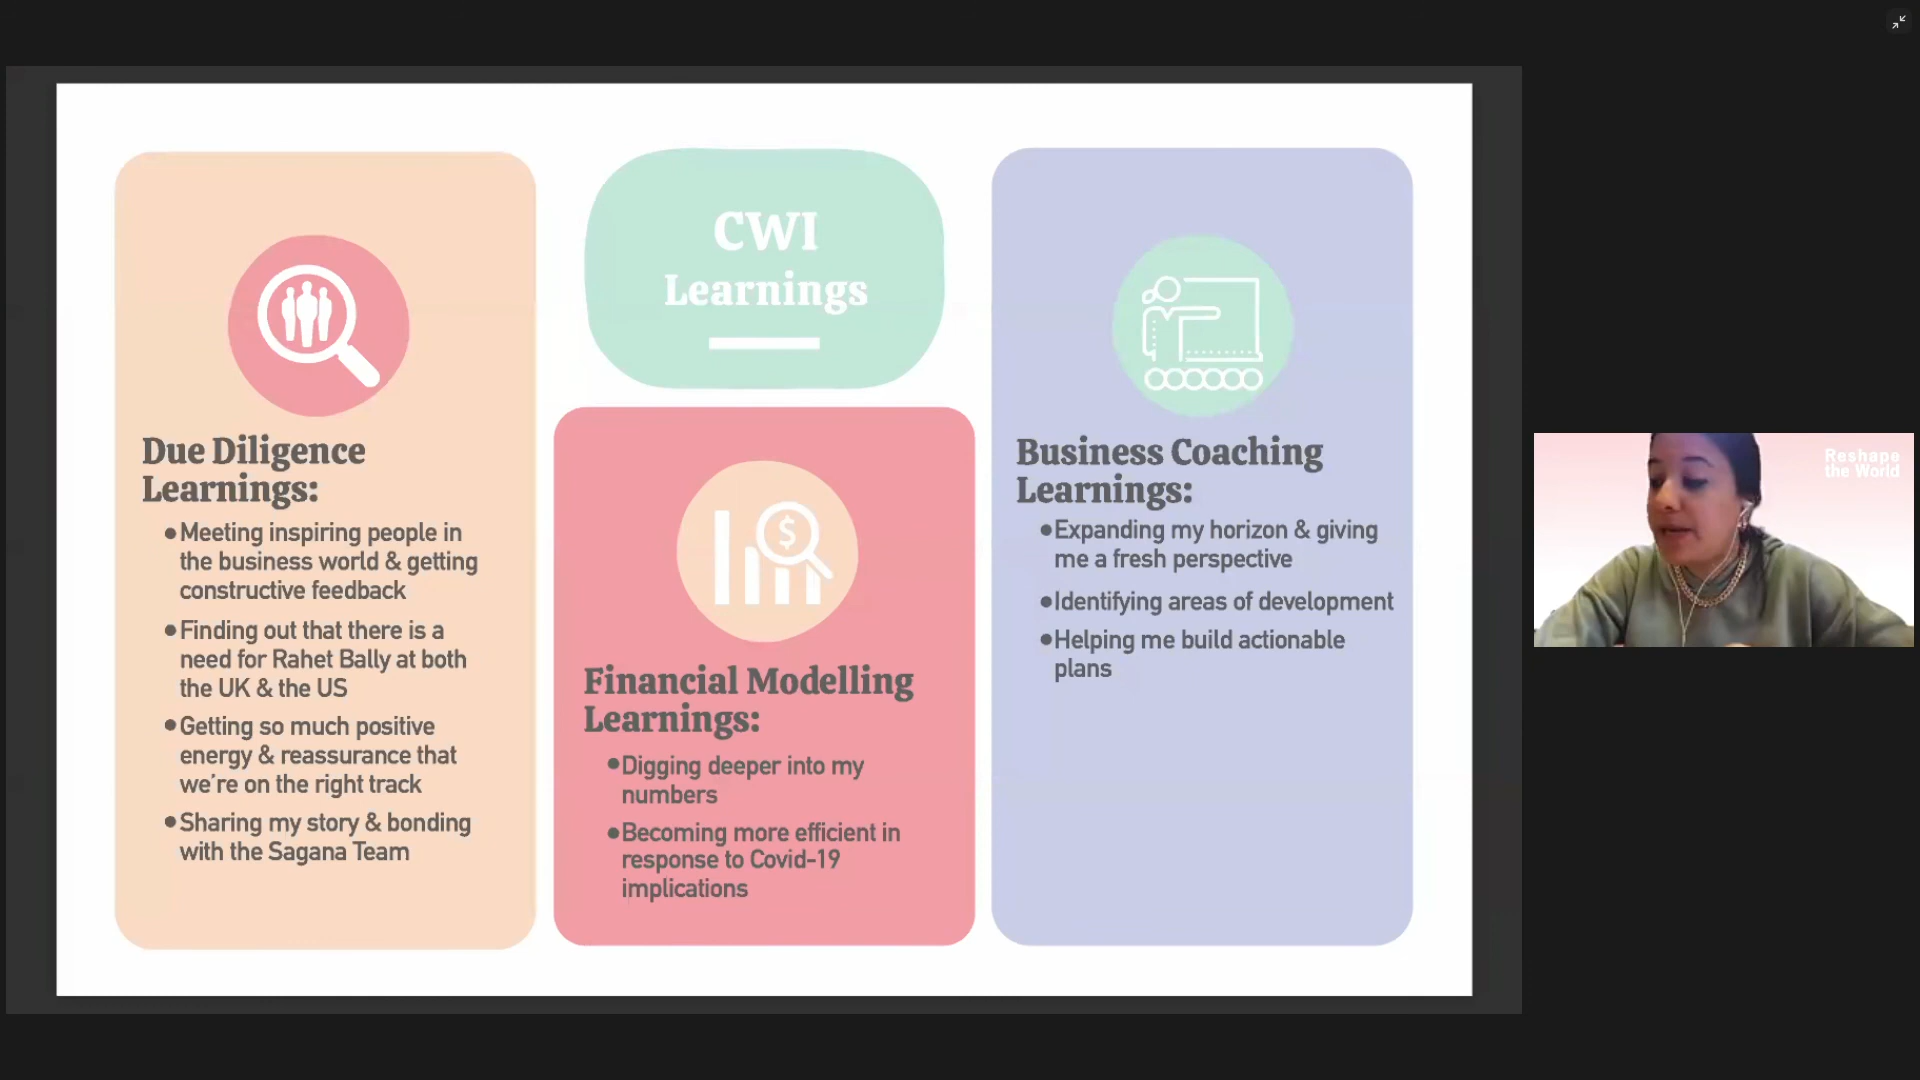 CWI
Learnings
Due Diligence
Learnings:
●Meeting inspiring people in
the business world & getting
constructive feedback
●Finding out that there is a
need for Rahet Bally at both
the UK & the US
●Getting so much positive
energy & reassurance that
we're on the right track
●Sharing my story & bonding
with the Sagana Team
Financial Modelling
Learnings:
●Digging deeper into my
numbers
●Becoming more efficient in
response to Covid-19
implications
Business Coaching
Learnings:
●Expanding my horizon & giving
me a fresh perspective
●Identifying areas of development
●Helping me build actionable
plans
Reshape
the World